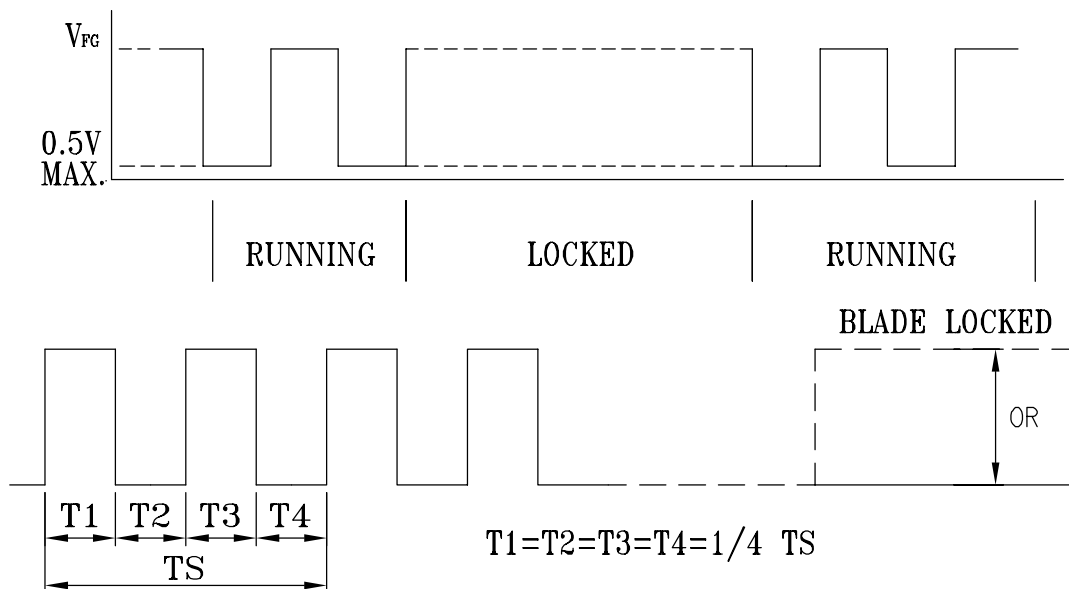 VFG
0.5V
MAX.
RUNNING LOCKED RUNNING
BLADE LOCKED
OR
T1 T2 T3 T4
T1=T2=T3=T4=1/4 TS
TS